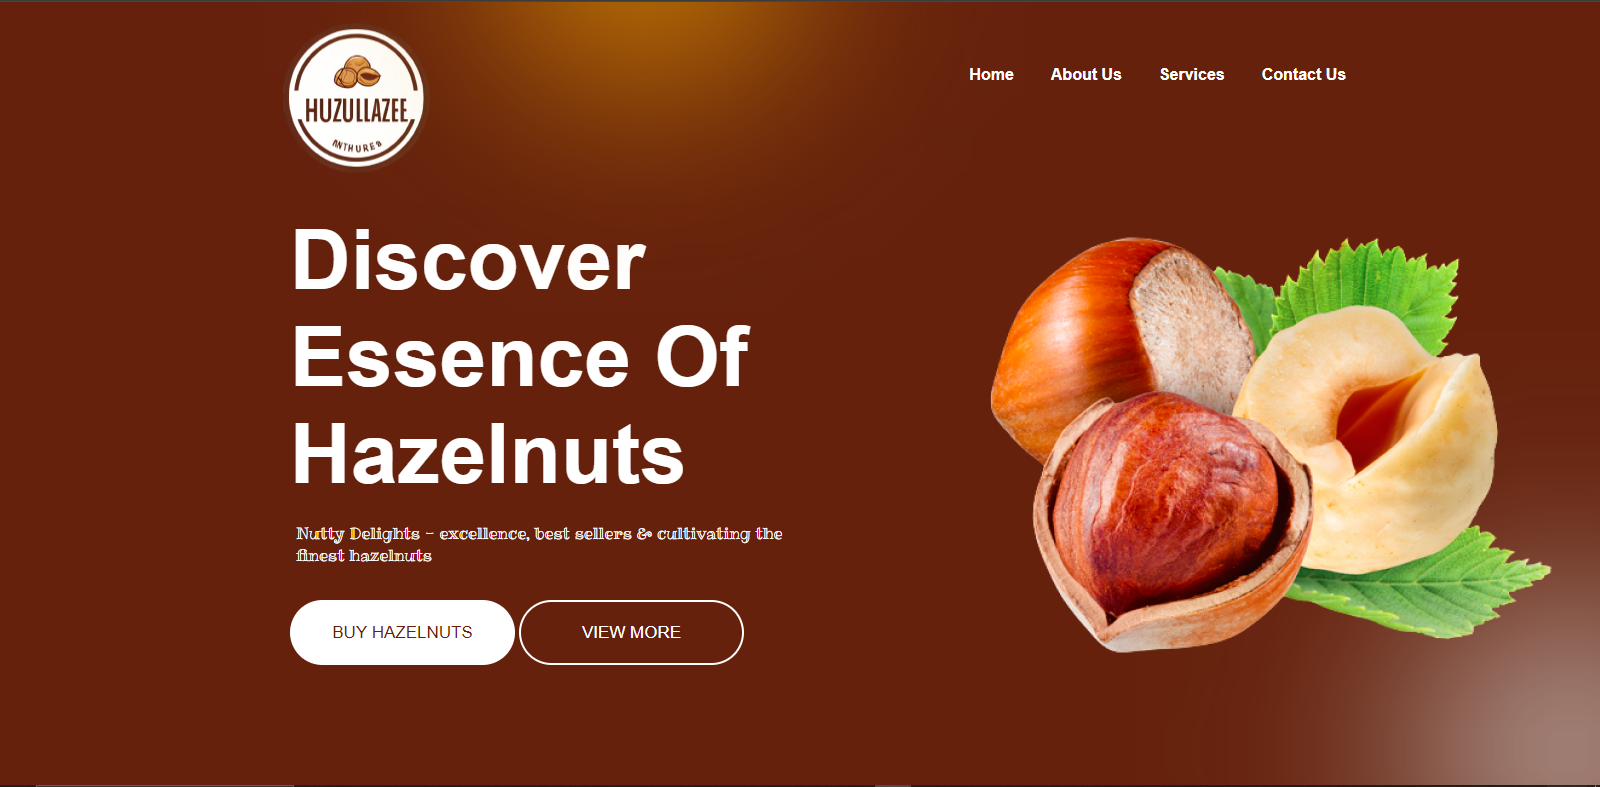 HUZULLAZEE
Home About Us Services Contact Us
Discover
Essence Of
Hazelnuts
Nutty Delights - excellence, best sellers & cultivating the
finest hazelnuts
BUY HAZELNUTS VIEW MORE